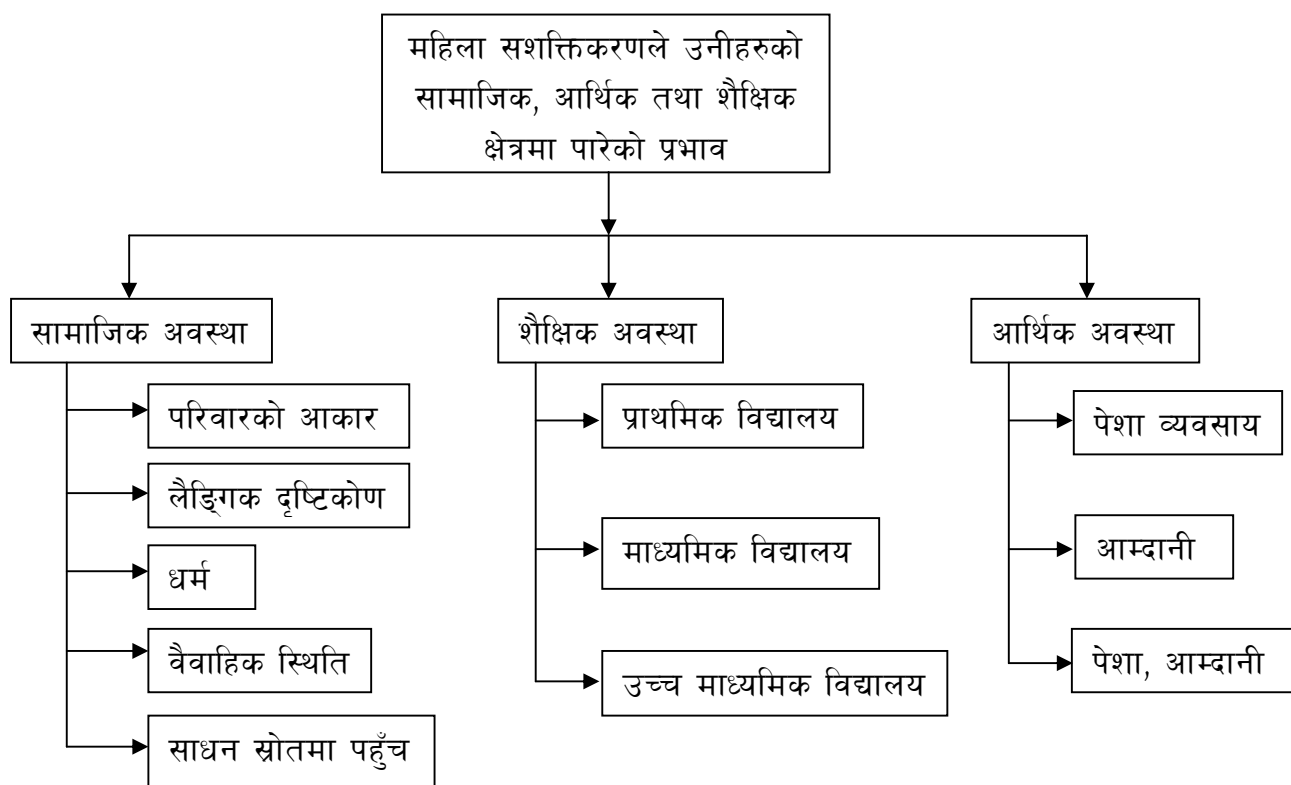 महिला सशक्तिकरणले उनीहरुको
सामाजिक, आर्थिक तथा शैक्षिक
क्षेत्रमा पारेको प्रभाव
सामाजिक अवस्था
परिवारको आकार
लैङ्गिक दृष्टिकोण
धर्म
वैवाहिक स्थिति
साधन स्रोतमा पहुँच
शैक्षिक अवस्था
प्राथमिक विद्यालय
माध्यमिक विद्यालय
उच्च माध्यमिक विद्यालय
आर्थिक अवस्था
पेशा व्यवसाय
आम्दानी
पेशा, आम्दानी